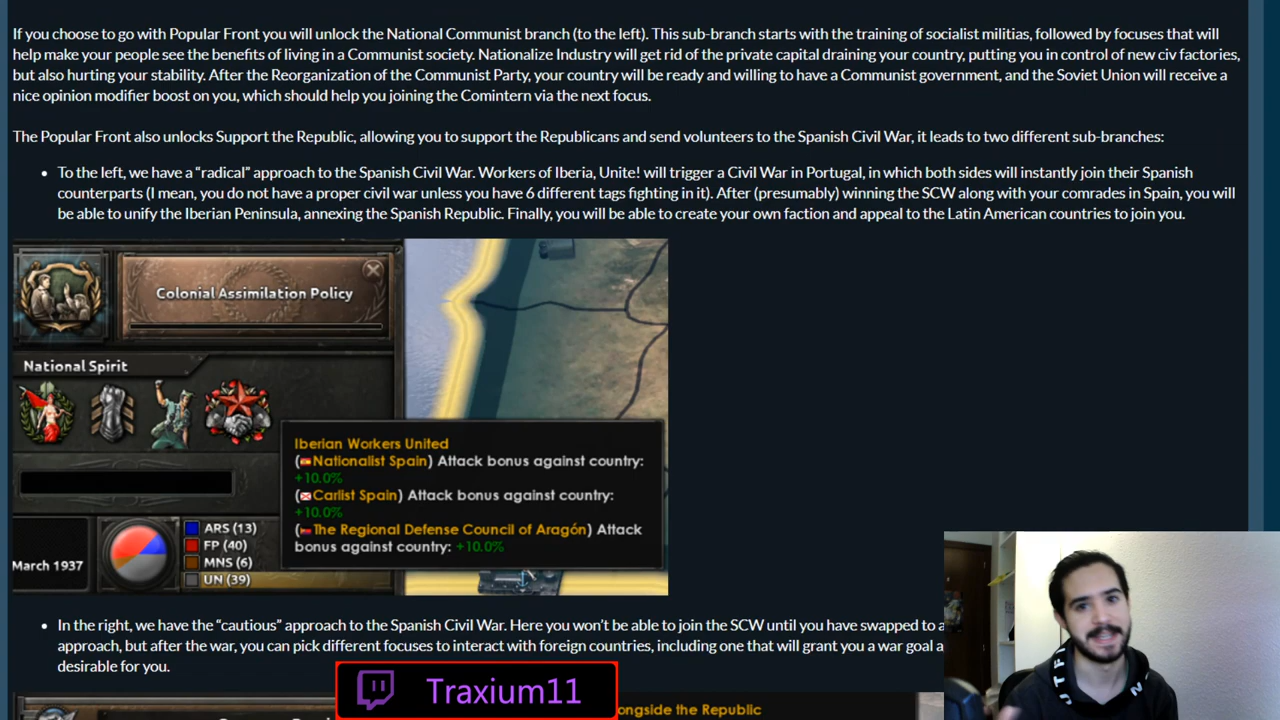 If you choose to go with Popular Front you will unlock the National Communist branch (to the left). This sub-branch starts with the training of socialist militias, followed by focuses that will
help make your people see the benefits of living in a Communist society. Nationalize Industry will get rid of the private capital draining your country, putting you in control of new civ factories,
but also hurting your stability. After the Reorganization of the Communist Party, your country will be ready and willing to have a Communist government, and the Soviet Union will receive a
nice opinion modifier boost on you, which should help you joining the Comintern via the next focus.
The Popular Front also unlocks Support the Republic, allowing you to support the Republicans and send volunteers to the Spanish Civil War, it leads to two different sub-branches:
To the left, we have a “radical” approach to the Spanish Civil War. Workers of Iberia, Unite! will trigger a Civil War in Portugal, in which both sides will instantly join their Spanish
counterparts (I mean, you do not have a proper civil war unless you have 6 different tags fighting in it). After (presumably) winning the SCW along with your comrades in Spain, you will
be able to unify the Iberian Peninsula, annexing the Spanish Republic. Finally, you will be able to create your own faction and appeal to the Latin American countries to join you.
Colonial Assimilation Policy
National Spirit
Iberian Workers United
(Nationalist Spain) Attack bonus against country:
+10.0%
(Carlist Spain) Attack bonus against country:
+10.0%
(The Regional Defense Council of Aragón) Attack
bonus against country: +10.0%
March 1937
ARS (13)
FP (40)
MNS (6)
UN (39)
In the right, we have the “cautious” approach to the Spanish Civil War. Here you won't be able to join the SCW until you have swapped to a
approach, but after the war, you can pick different focuses to interact with foreign countries, including one that will grant you a war goal a
desirable for you.
Traxium11
ongside the Republic